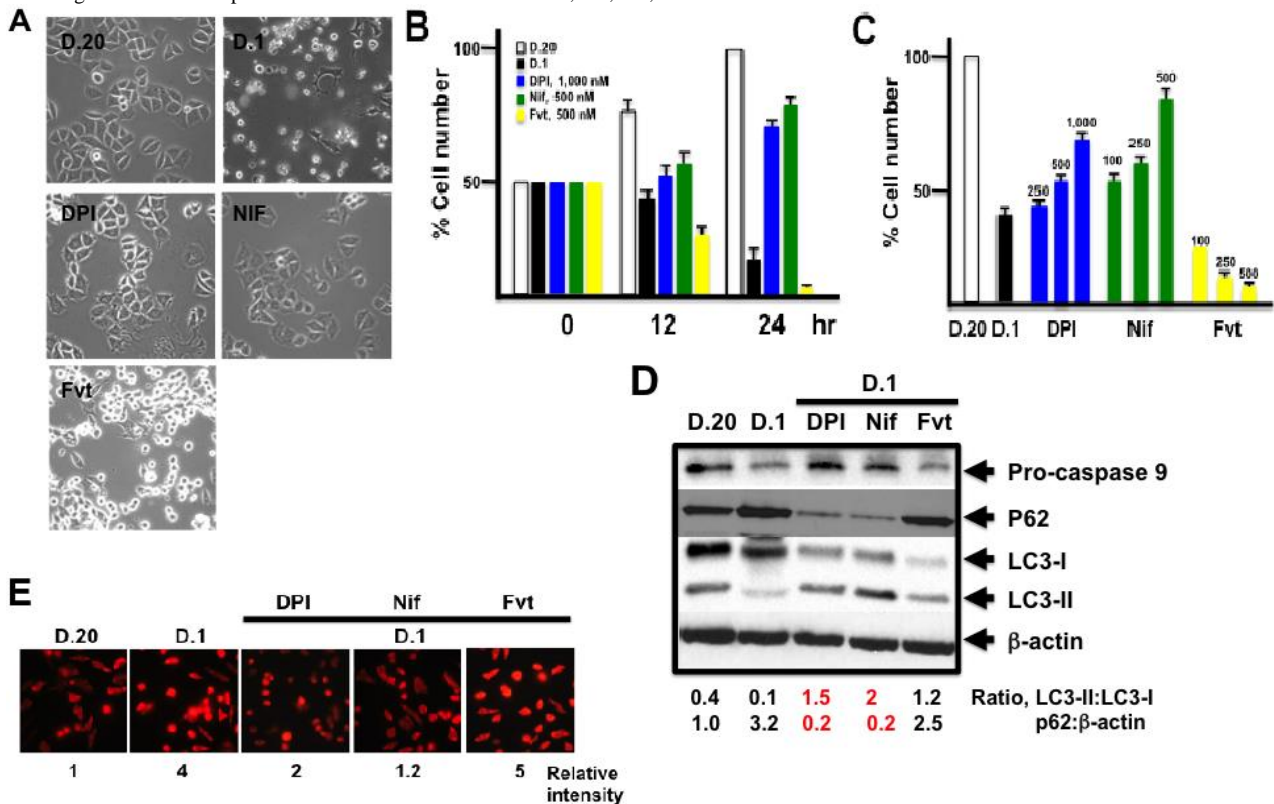 A
D.20
D.1
DPI
NIF
Fvt
B
% Cell number
100
50
D.20
D.1
DPI, 1,000 nM
Nif, 500 nM
Fvt, 500 nM
0 12 24 hr
C
% Cell number
100
50
250 500 1,000
100 250 500
100 250 500
D.20 D.1 DPI Nif Fvt
D
D.1
D.20 D.1 DPI Nif Fvt
Pro-caspase 9
P62
LC3-I
LC3-II
β-actin
0.4 0.1 1.5 2 1.2 Ratio, LC3-II:LC3-I
1.0 3.2 0.2 0.2 2.5 p62:β-actin
E
DPI Nif Fvt
D.20 D.1 D.1
1 4 2 1.2 5 Relative
intensity